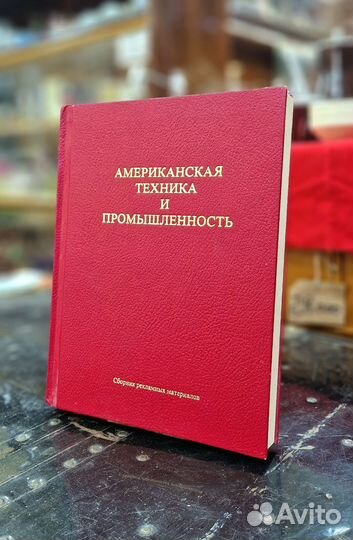 АМЕРИКАНСКАЯ
ТЕХНИКА
И
ПРОМЫШЛЕННОСТЬ
Сборник рекламных материалов
Avito